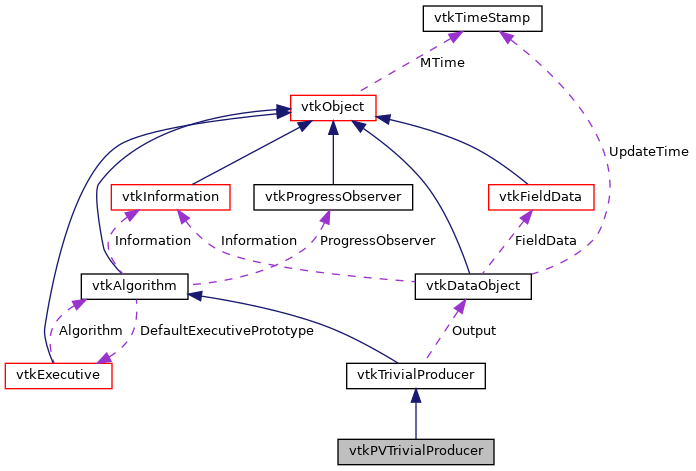 vtkTimeStamp
MTime
vtkObject
UpdateTime
vtkInformation
vtkProgressObserver
vtkFieldData
Information
Information
ProgressObserver
FieldData
vtkAlgorithm
vtkDataObject
Algorithm
DefaultExecutivePrototype
Output
vtkExecutive
vtkTrivialProducer
vtkPVTrivialProducer